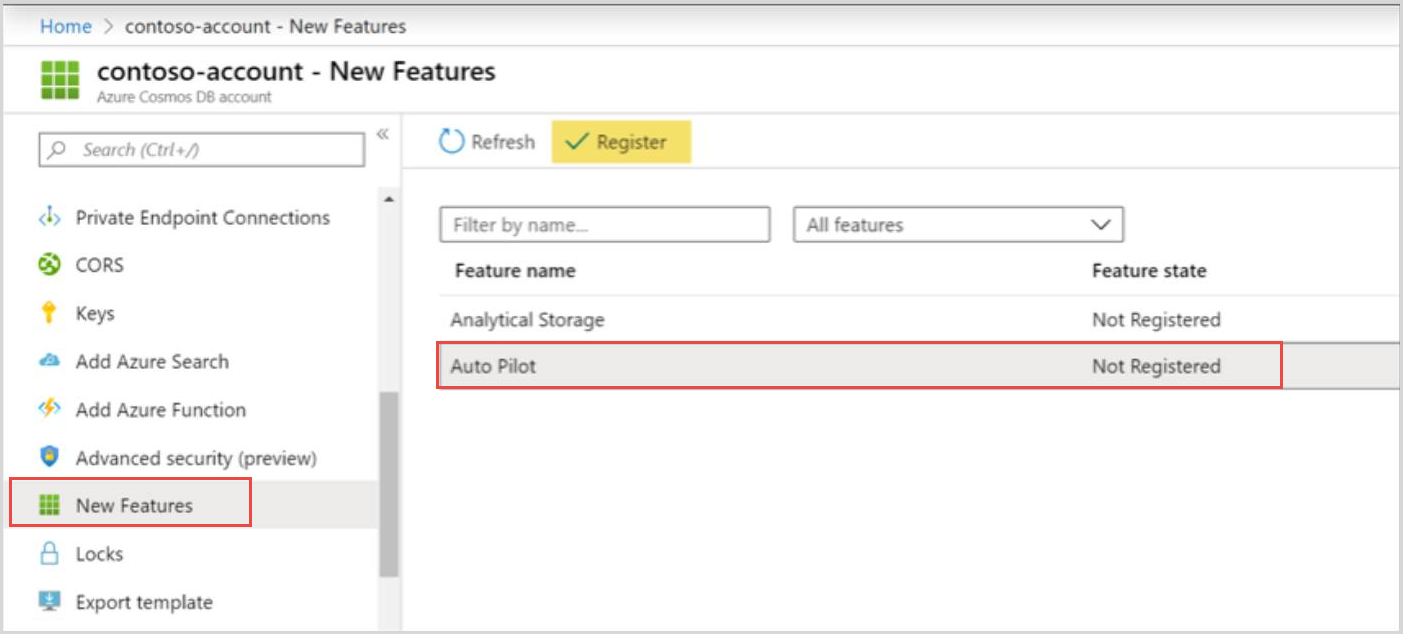 Home > contoso-account - New Features
contoso-account - New Features
Azure Cosmos DB account
Search (Ctrl+/)
«
Private Endpoint Connections
CORS
Keys
Add Azure Search
Add Azure Function
Advanced security (preview)
New Features
Locks
Export template
Refresh
Register
Filter by name...
All features
Feature name Feature state
Analytical Storage Not Registered
Auto Pilot Not Registered